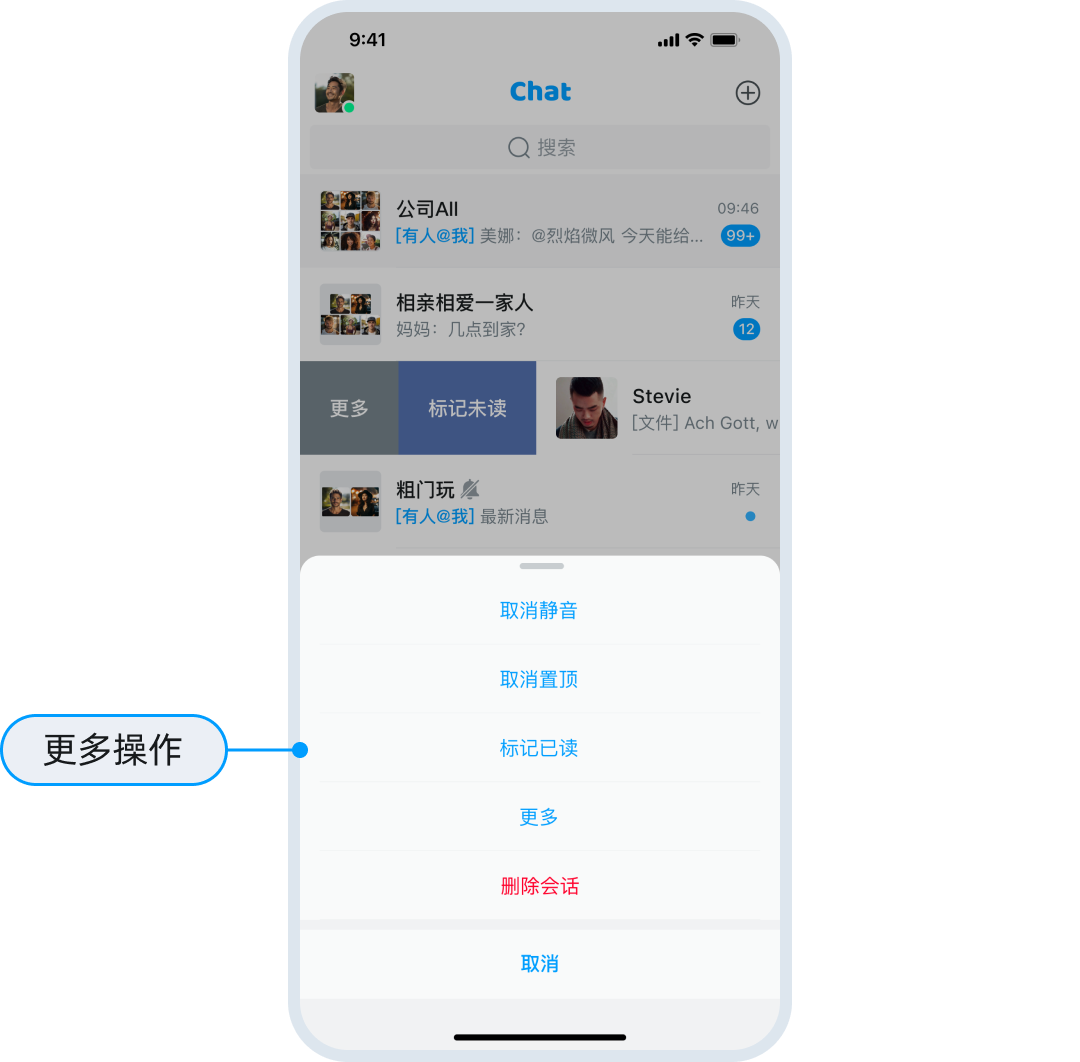 9:41
Chat
搜索
公司All
09:46
[有人@我] 美娜：@烈焰微风 今天能给...
99+
相亲相爱一家人
昨天
妈妈：几点到家?
12
更多
标记未读
Stevie
[文件] Ach Gott, w
粗门玩
昨天
[有人@我] 最新消息
取消静音
取消置顶
标记已读
更多操作
更多
删除会话
取消